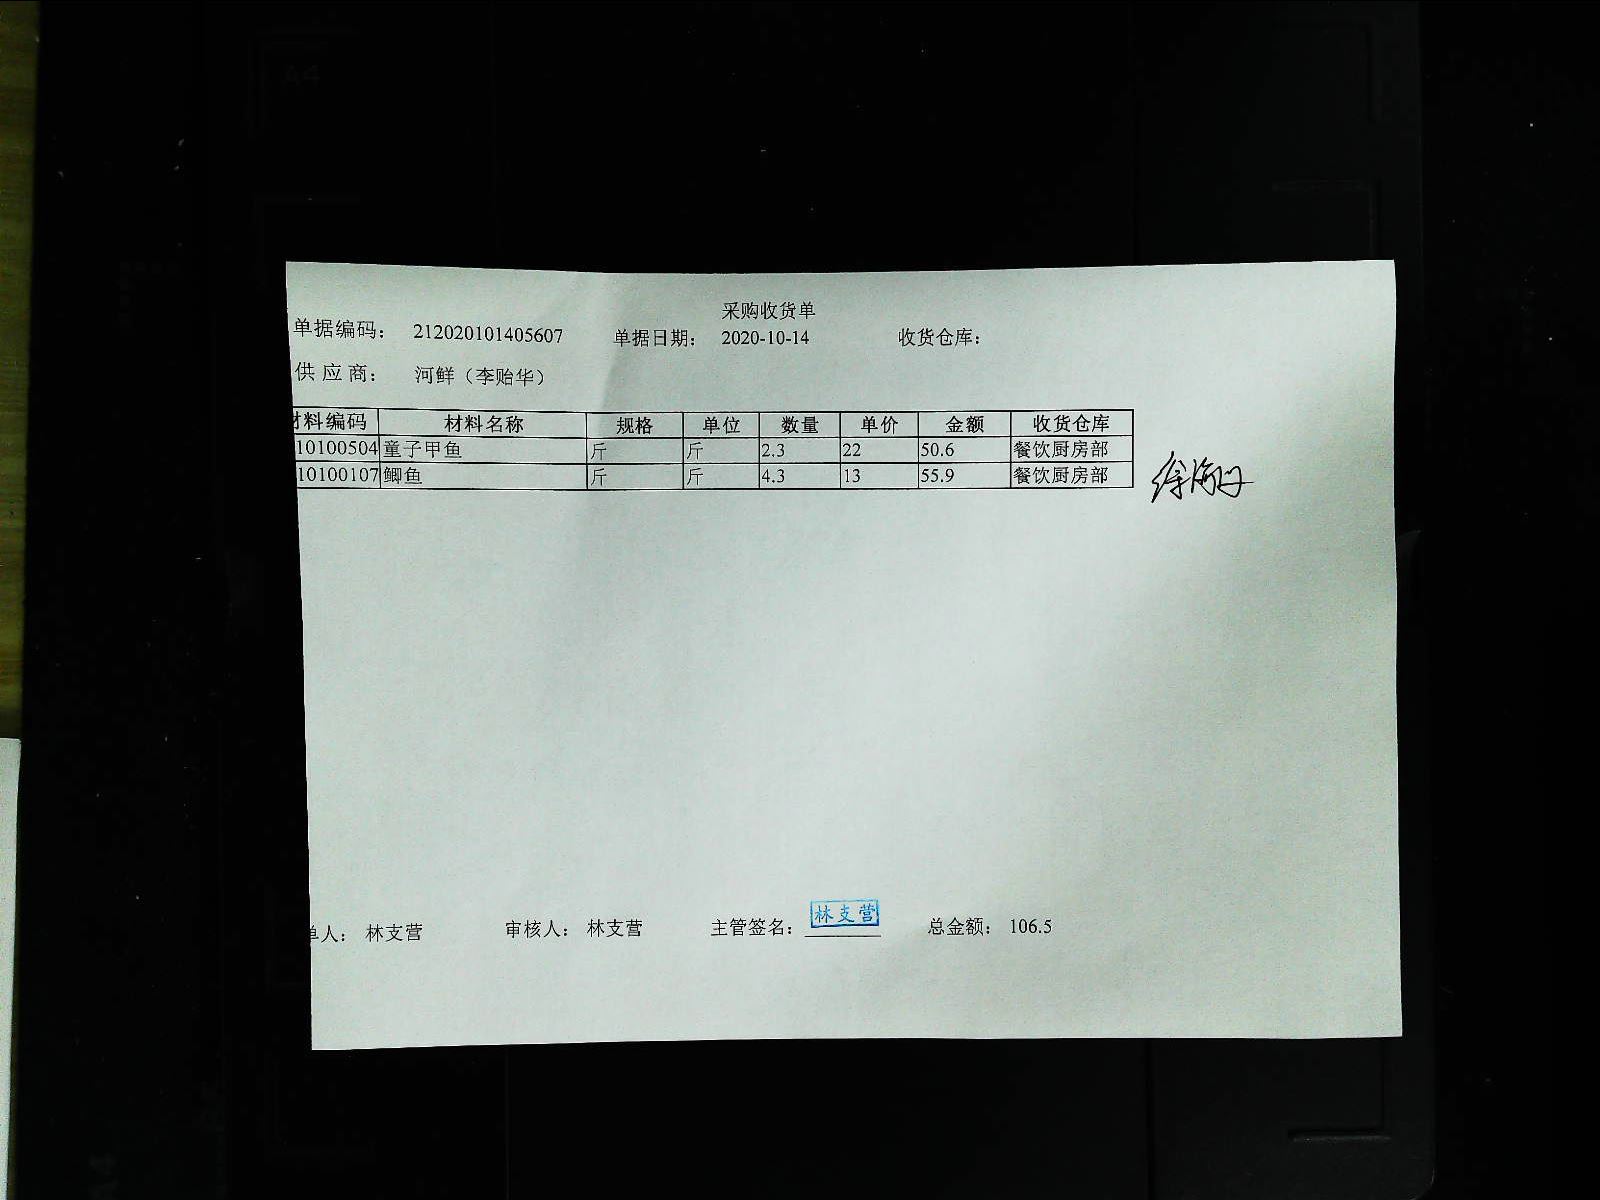 采购收货单
单据编码： 212020101405607 单据日期： 2020-10-14 收货仓库：
供应商： 河鲜（李贻华）
材料编码 材料名称 规格 单位 数量 单价 金额 收货仓库
10100504 童子甲鱼 斤 斤 2.3 22 50.6 餐饮厨房部
10100107 鲫鱼 斤 斤 4.3 13 55.9 餐饮厨房部
单人： 林支营 审核人： 林支营 主管签名： 林支营 总金额： 106.5
A4